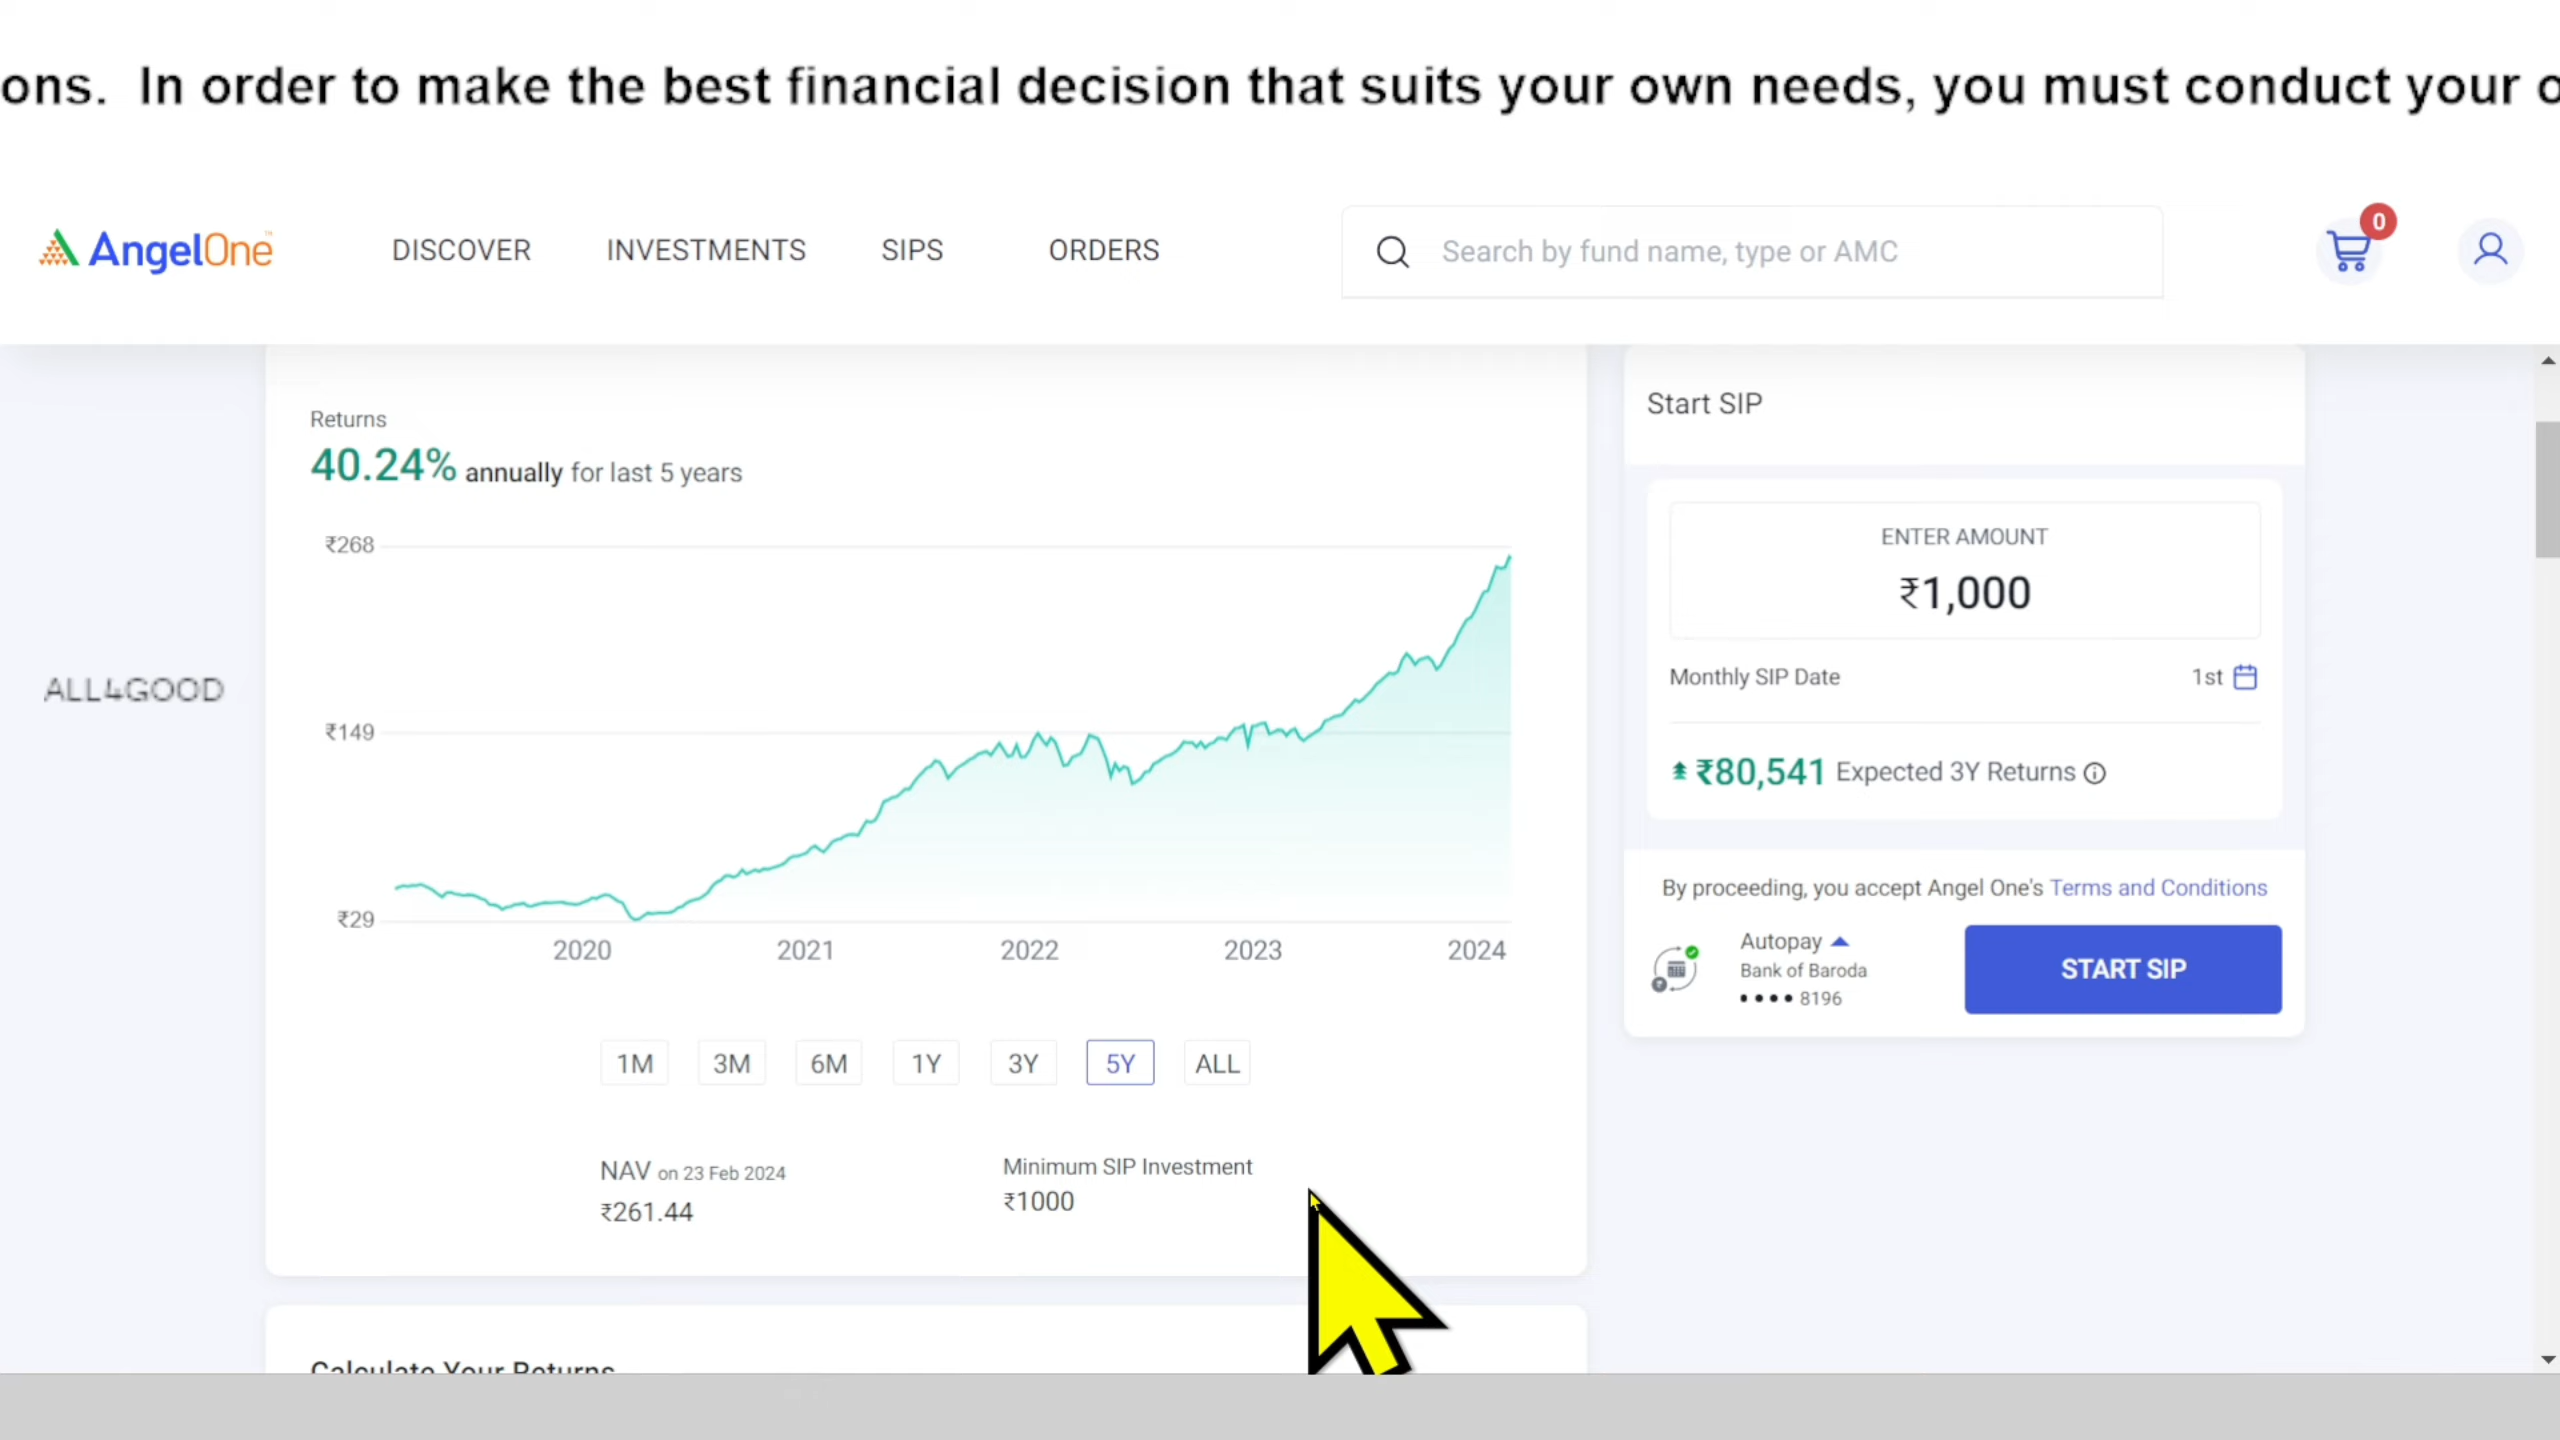 ons.  In order to make the best financial decision that suits your own needs, you must conduct your o
AngelOne™
DISCOVER
INVESTMENTS
SIPS
ORDERS
Search by fund name, type or AMC
0
Returns
40.24% annually for last 5 years
₹268
₹149
₹29
2020 2021 2022 2023 2024
1M 3M 6M 1Y 3Y 5Y ALL
NAV on 23 Feb 2024
₹261.44
Minimum SIP Investment
₹1000
Calculate Your Returns
ALL4GOOD
Start SIP
ENTER AMOUNT
₹1,000
Monthly SIP Date 1st
₹80,541 Expected 3Y Returns
By proceeding, you accept Angel One's Terms and Conditions
Autopay
Bank of Baroda
•••• 8196
START SIP